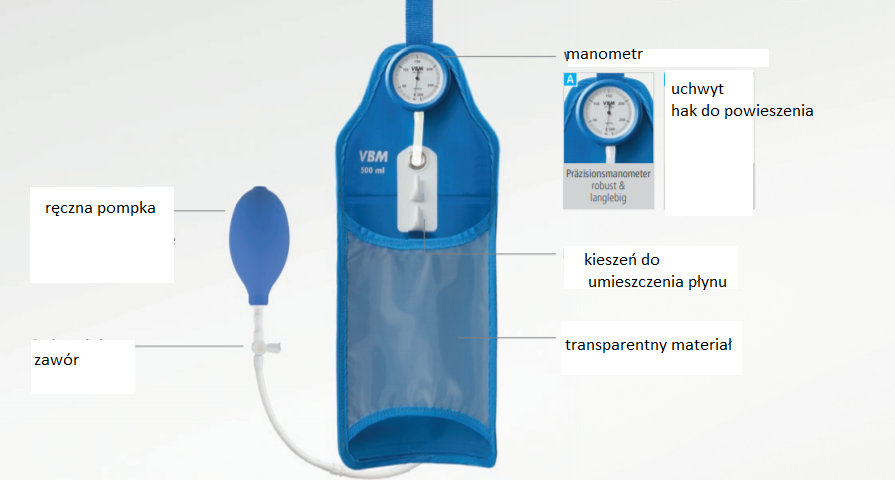 manometr
A
uchwyt
hak do powieszenia
VBM
VBM
500 ml
Präzisionsmanometer
robust &
langlebig
ręczna pompka
kieszeń do
umieszczenia płynu
transparentny materiał
zawór